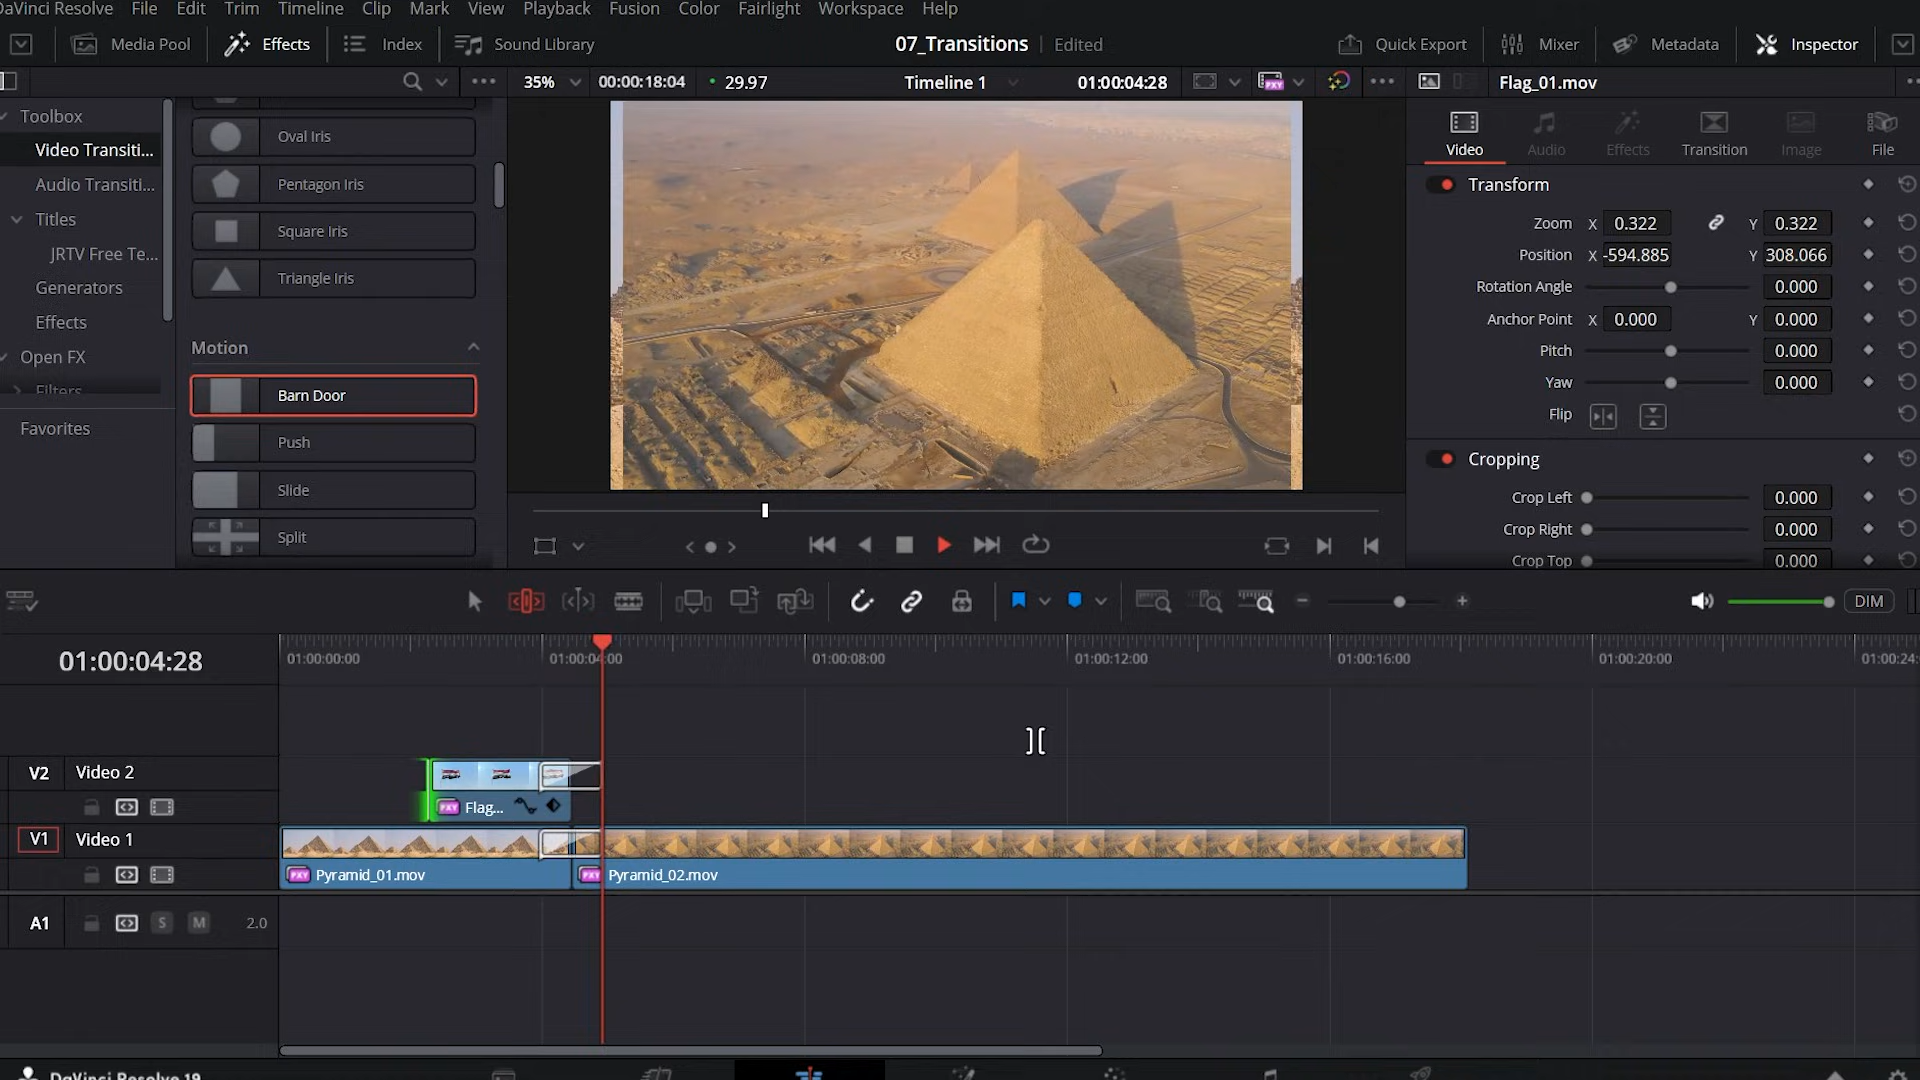 DaVinci Resolve File Edit Trim Timeline Clip Mark View Playback Fusion Color Fairlight Workspace Help
Media Pool Effects Index Sound Library 07_Transitions Edited Quick Export Mixer Metadata Inspector
35% 00:00:18:04 29.97 Timeline 1 01:00:04:28 PXY Flag_01.mov
Toolbox
Video Transiti...
Audio Transiti...
Titles
JRTV Free Te...
Generators
Effects
Open FX
Filters
Favorites
Oval Iris
Pentagon Iris
Square Iris
Triangle Iris
Motion
Barn Door
Push
Slide
Split
Video Audio Effects Transition Image File
Transform
Zoom X 0.322 Y 0.322
Position X -594.885 Y 308.066
Rotation Angle 0.000
Anchor Point X 0.000 Y 0.000
Pitch 0.000
Yaw 0.000
Flip
Cropping
Crop Left 0.000
Crop Right 0.000
Crop Top 0.000
DIM
01:00:04:28
01:00:00:00 01:00:04:00 01:00:08:00 01:00:12:00 01:00:16:00 01:00:20:00 01:00:24:
V2 Video 2
PXY Flag...
V1 Video 1
PXY Pyramid_01.mov PXY Pyramid_02.mov
A1 S M 2.0
DaVinci Resolve 19